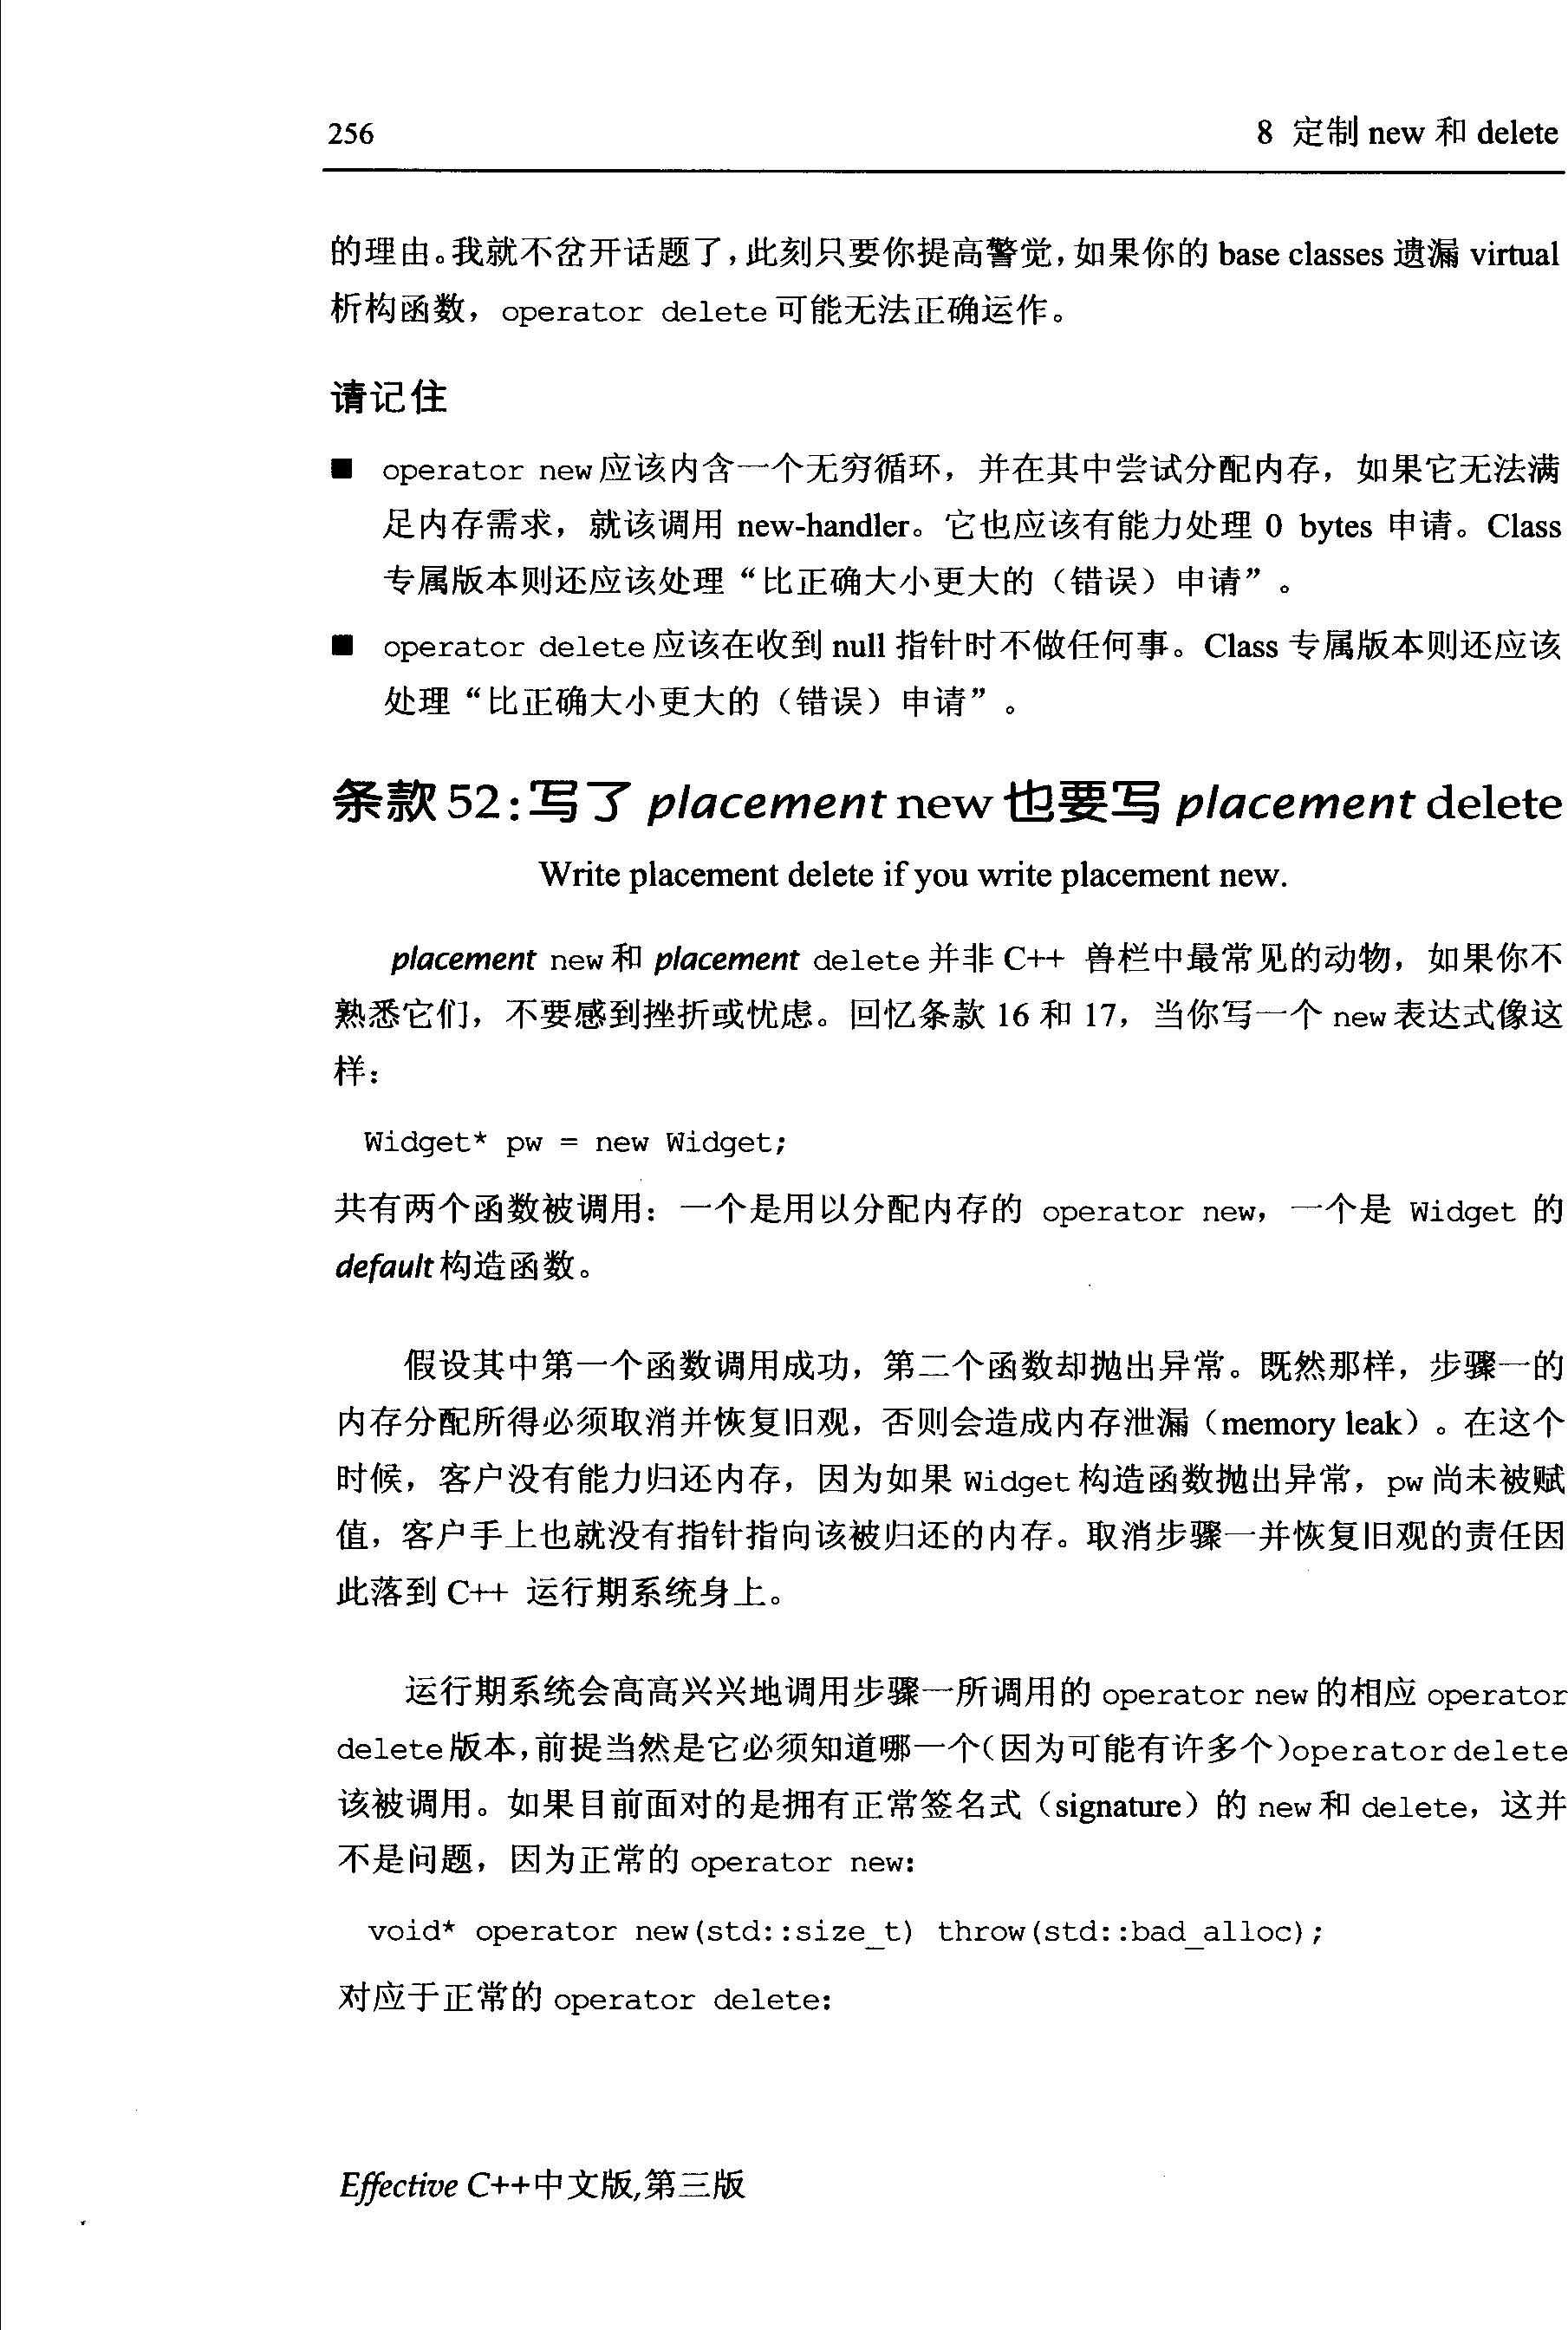 256
8 定制 new 和 delete
的理由。我就不岔开话题了，此刻只要你提高警觉，如果你的 base classes 遗漏 virtual
析构函数，operator delete 可能无法正确运作。
请记住
■ operator new 应该内含一个无穷循环，并在其中尝试分配内存，如果它无法满
足内存需求，就该调用 new-handler。它也应该有能力处理 0 bytes 申请。Class
专属版本则还应该处理“比正确大小更大的（错误）申请”。
■ operator delete 应该在收到 null 指针时不做任何事。Class 专属版本则还应该
处理“比正确大小更大的（错误）申请”。
条款 52：写了 placement new 也要写 placement delete
Write placement delete if you write placement new.
placement new 和 placement delete 并非 C++ 兽栏中最常见的动物，如果你不
熟悉它们，不要感到挫折或忧虑。回忆条款 16 和 17，当你写一个 new 表达式像这
样：
Widget* pw = new Widget;
共有两个函数被调用：一个是用以分配内存的 operator new，一个是 Widget 的
default 构造函数。
假设其中第一个函数调用成功，第二个函数却抛出异常。既然那样，步骤一的
内存分配所得必须取消并恢复旧观，否则会造成内存泄漏（memory leak）。在这个
时候，客户没有能力归还内存，因为如果 Widget 构造函数抛出异常，pw 尚未被赋
值，客户手上也就没有指针指向该被归还的内存。取消步骤一并恢复旧观的责任因
此落到 C++ 运行期系统身上。
运行期系统会高高兴兴地调用步骤一所调用的 operator new 的相应 operator
delete 版本，前提当然是它必须知道哪一个（因为可能有许多个）operator delete
该被调用。如果目前面对的是拥有正常签名式（signature）的 new 和 delete，这并
不是问题，因为正常的 operator new:
void* operator new(std::size_t) throw(std::bad_alloc);
对应于正常的 operator delete:
Effective C++中文版,第三版